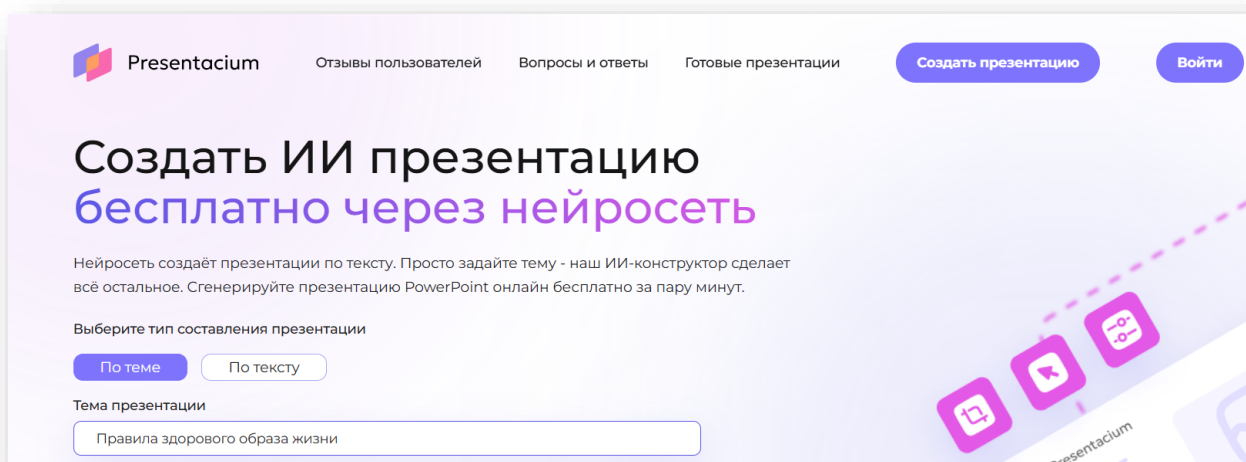 Presentacium Отзывы пользователей Вопросы и ответы Готовые презентации Создать презентацию Войти
Создать ИИ презентацию
бесплатно через нейросеть
Нейросеть создаёт презентации по тексту. Просто задайте тему - наш ИИ-конструктор сделает
всё остальное. Сгенерируйте презентацию PowerPoint онлайн бесплатно за пару минут.
Выберите тип составления презентации
По теме По тексту
Тема презентации
Правила здорового образа жизни